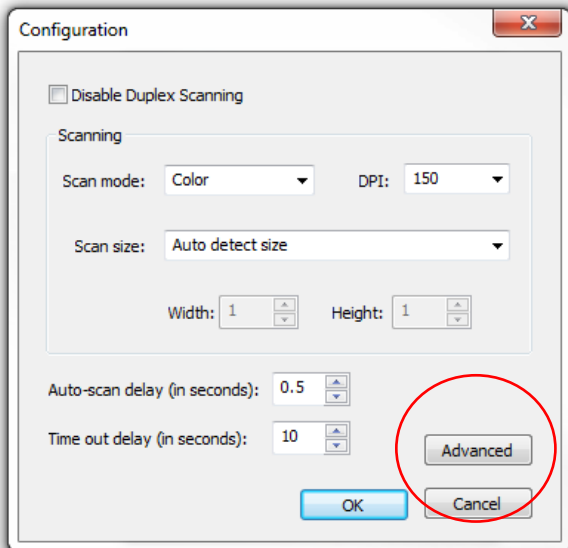 Configuration
Disable Duplex Scanning
Scanning
Scan mode: Color DPI: 150
Scan size: Auto detect size
Width: 1 Height: 1
Auto-scan delay (in seconds): 0.5
Time out delay (in seconds): 10
Advanced
OK Cancel